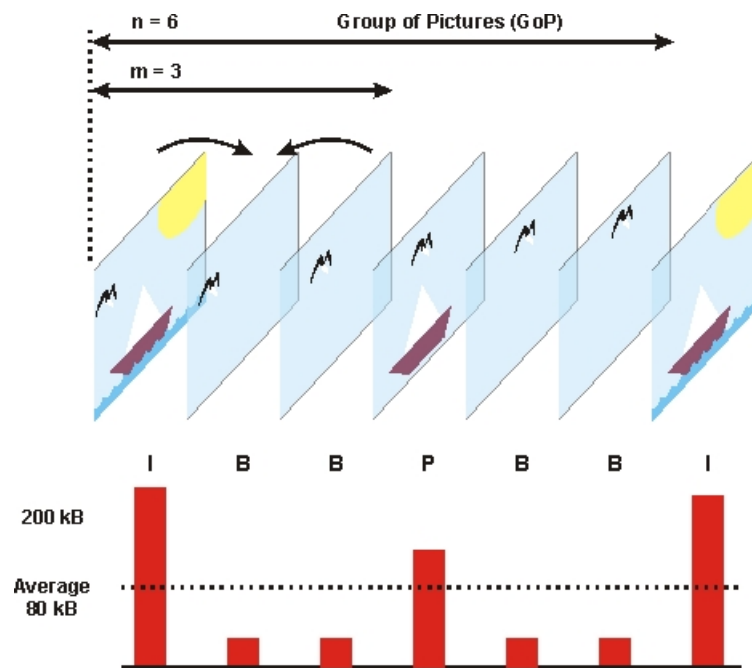 n = 6 Group of Pictures (GoP)
m = 3
I B B P B B I
200 kB
Average
80 kB